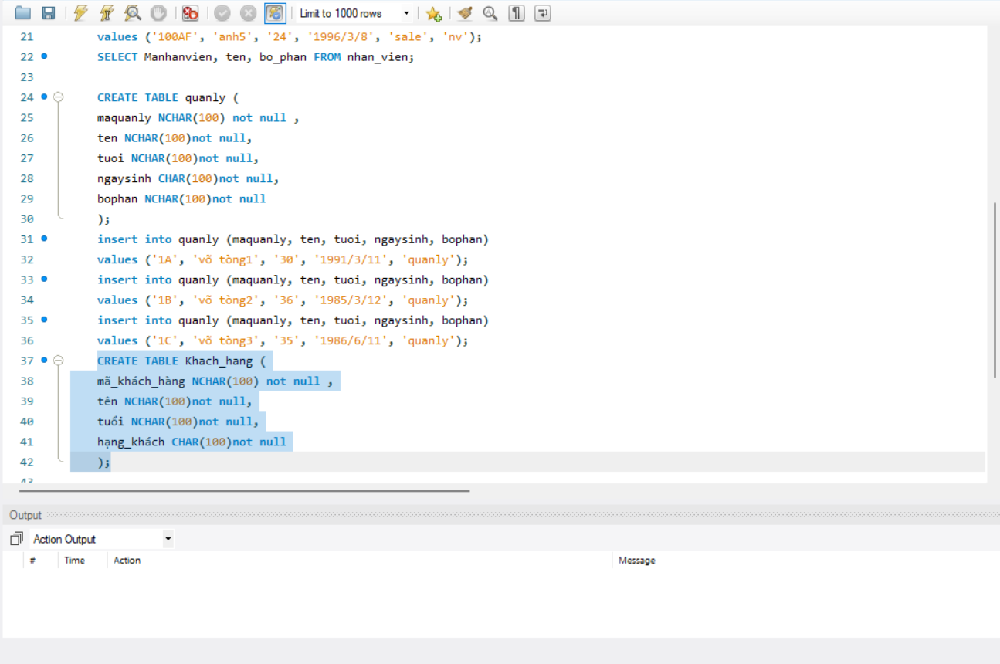 Limit to 1000 rows
21 values ('100AF', 'anh5', '24', '1996/3/8', 'sale', 'nv');
22 SELECT Manhanvien, ten, bo_phan FROM nhan_vien;
23
24 CREATE TABLE quanly (
25 maquanly NCHAR(100) not null ,
26 ten NCHAR(100)not null,
27 tuoi NCHAR(100)not null,
28 ngaysinh CHAR(100)not null,
29 bophan NCHAR(100)not null
30 );
31 insert into quanly (maquanly, ten, tuoi, ngaysinh, bophan)
32 values ('1A', 'võ tòng1', '30', '1991/3/11', 'quanly');
33 insert into quanly (maquanly, ten, tuoi, ngaysinh, bophan)
34 values ('1B', 'võ tòng2', '36', '1985/3/12', 'quanly');
35 insert into quanly (maquanly, ten, tuoi, ngaysinh, bophan)
36 values ('1C', 'võ tòng3', '35', '1986/6/11', 'quanly');
37 CREATE TABLE Khach_hang (
38 mã_khách_hàng NCHAR(100) not null ,
39 tên NCHAR(100)not null,
40 tuổi NCHAR(100)not null,
41 hạng_khách CHAR(100)not null
42 );
43
Output
Action Output
# Time Action Message